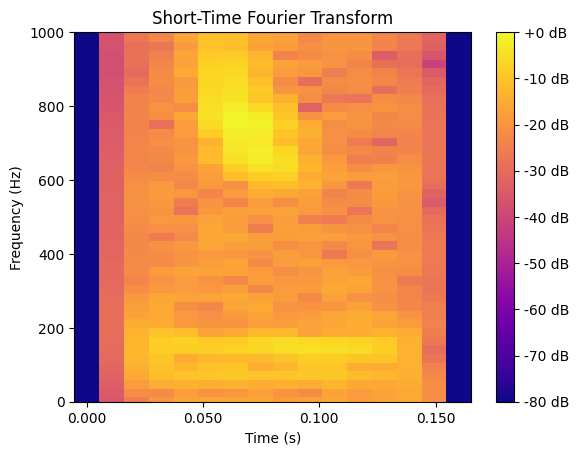 Short-Time Fourier Transform
1000
800
600
400
200
0
Frequency (Hz)
0.000
0.050
0.100
0.150
Time (s)
+0 dB
-10 dB
-20 dB
-30 dB
-40 dB
-50 dB
-60 dB
-70 dB
-80 dB